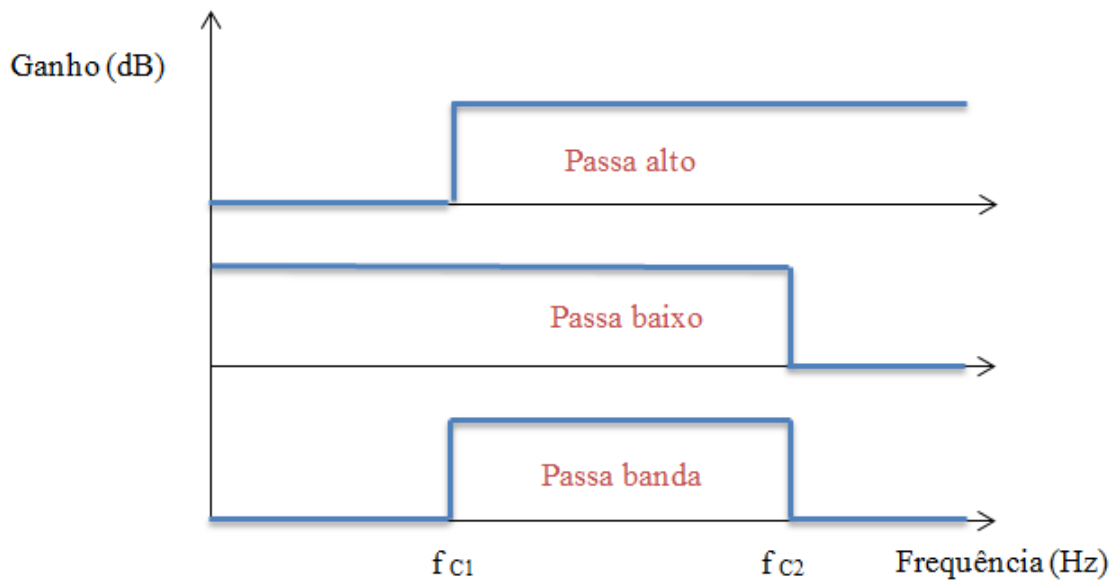 Ganho (dB)
Passa alto
Passa baixo
Passa banda
f C1
f C2
Frequência (Hz)